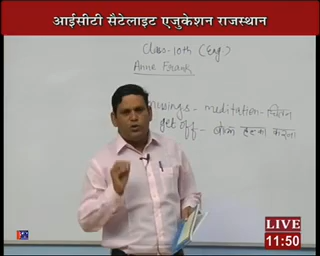 आईसीटी सैटेलाइट एजुकेशन राजस्थान
Class-10th (Eng)
Anne Frank
musings - meditation - चिंतन
get off - बोझ हल्का करना
LIVE
11:50